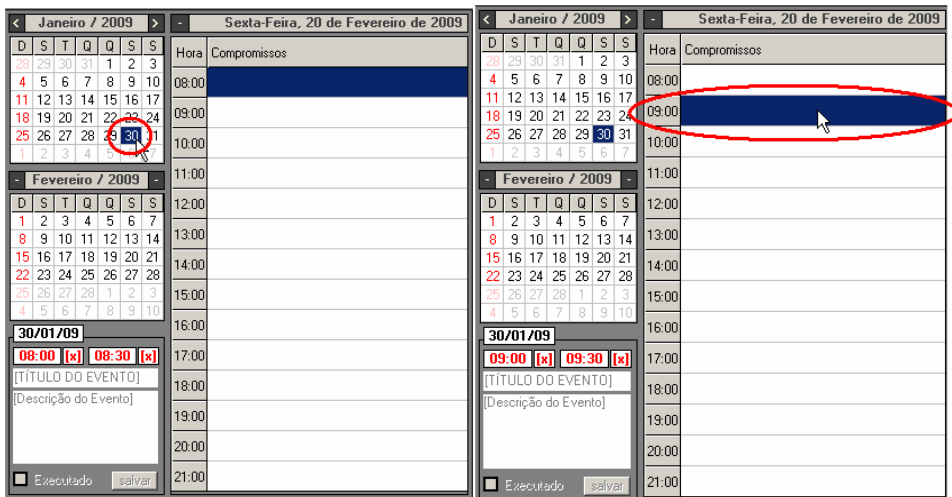 < Janeiro / 2009 >
D S T Q Q S S
28 29 30 31 1 2 3
4 5 6 7 8 9 10
11 12 13 14 15 16 17
18 19 20 21 22 23 24
25 26 27 28 29 30 31
1 2 3 4 5 6 7
- Fevereiro / 2009 -
D S T Q Q S S
1 2 3 4 5 6 7
8 9 10 11 12 13 14
15 16 17 18 19 20 21
22 23 24 25 26 27 28
25 26 27 28 1 2 3
4 5 6 7 8 9 10
30/01/09
08:00 [x] 08:30 [x]
[TÍTULO DO EVENTO]
[Descrição do Evento]
Executado salvar
- Sexta-Feira, 20 de Fevereiro de 2009
Hora Compromissos
08:00
09:00
10:00
11:00
12:00
13:00
14:00
15:00
16:00
17:00
18:00
19:00
20:00
21:00
< Janeiro / 2009 >
D S T Q Q S S
28 29 30 31 1 2 3
4 5 6 7 8 9 10
11 12 13 14 15 16 17
18 19 20 21 22 23 24
25 26 27 28 29 30 31
1 2 3 4 5 6 7
- Fevereiro / 2009 -
D S T Q Q S S
1 2 3 4 5 6 7
8 9 10 11 12 13 14
15 16 17 18 19 20 21
22 23 24 25 26 27 28
25 26 27 28 1 2 3
4 5 6 7 8 9 10
30/01/09
09:00 [x] 09:30 [x]
[TÍTULO DO EVENTO]
[Descrição do Evento]
Executado salvar
- Sexta-Feira, 20 de Fevereiro de 2009
Hora Compromissos
08:00
09:00
10:00
11:00
12:00
13:00
14:00
15:00
16:00
17:00
18:00
19:00
20:00
21:00